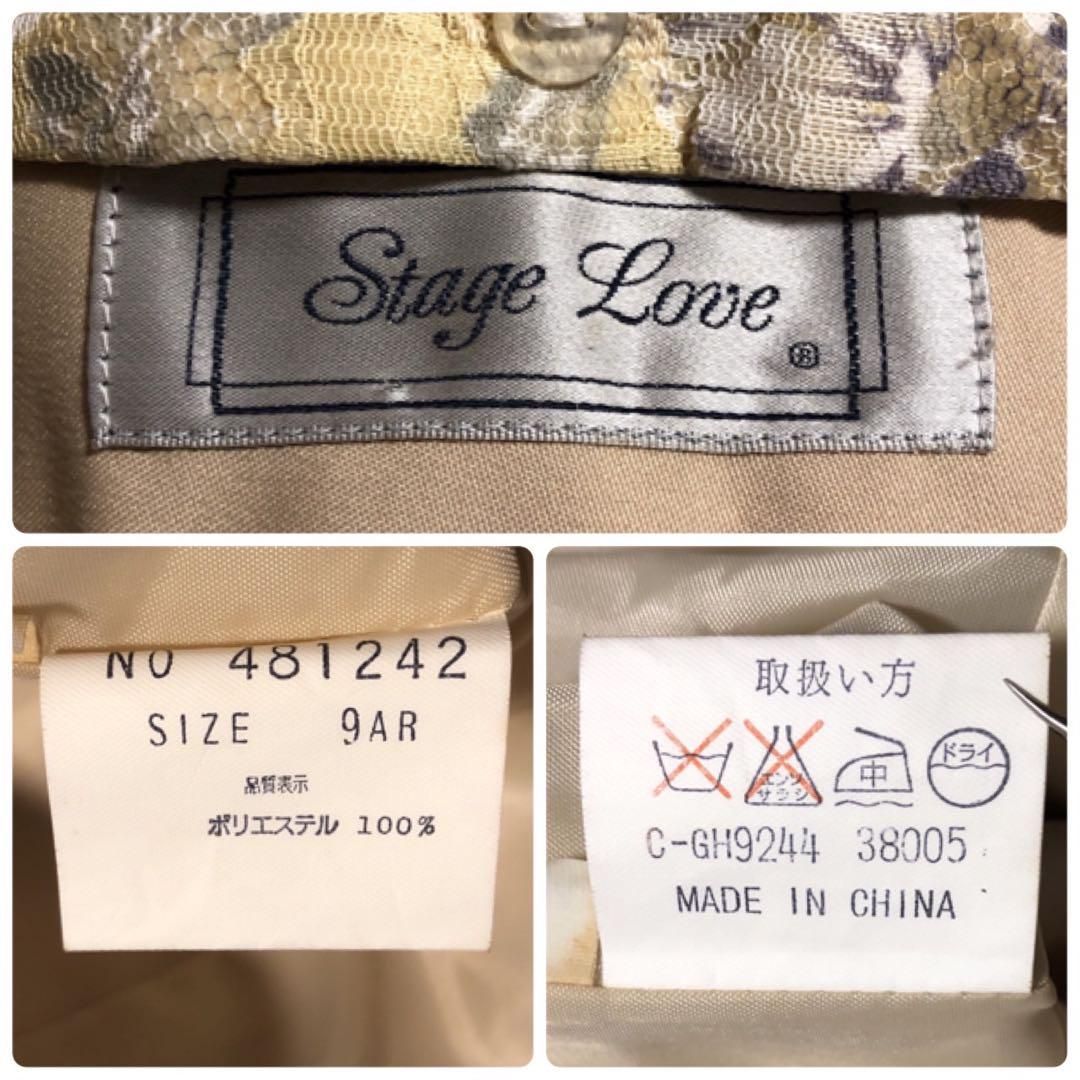 Stage Love
®
NO 481242
SIZE 9AR
品質表示
ポリエステル 100%
取扱い方
エンソ
サラシ
中
ドライ
C-GH9244 38005
MADE IN CHINA